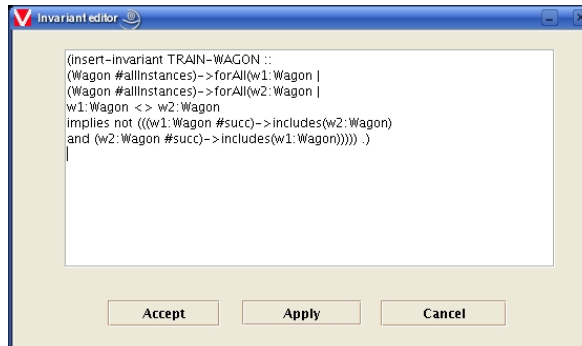 Invariant editor
(insert-invariant TRAIN-WAGON ::
(Wagon #allInstances)->forAll(w1:Wagon |
(Wagon #allInstances)->forAll(w2:Wagon |
w1:Wagon <> w2:Wagon
implies not (((w1:Wagon #succ)->includes(w2:Wagon)
and (w2:Wagon #succ)->includes(w1:Wagon))))) .)
Accept Apply Cancel